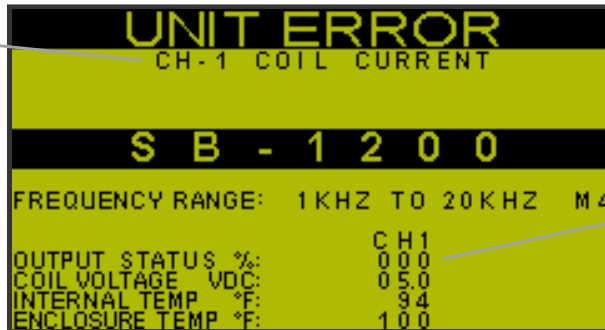 UNIT ERROR
CH-1 COIL CURRENT
SB-1200
FREQUENCY RANGE: 1KHZ TO 20KHZ M4
CH1
OUTPUT STATUS %: 000
COIL VOLTAGE VDC: 05.0
INTERNAL TEMP °F: 94
ENCLOSURE TEMP °F: 100